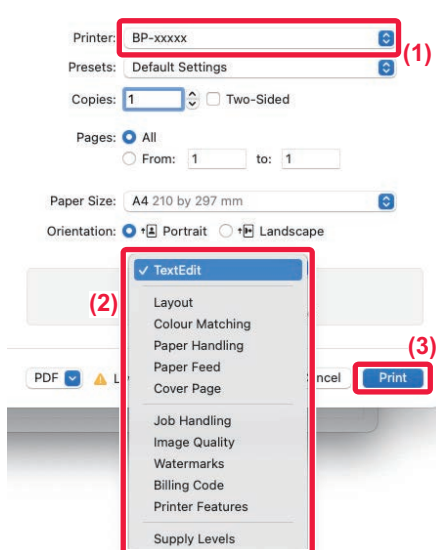 Printer: BP-xxxxx
(1)
Presets: Default Settings
Copies: 1 Two-Sided
Pages: All
From: 1 to: 1
Paper Size: A4 210 by 297 mm
Orientation: Portrait Landscape
✓ TextEdit
(2)
Layout
Colour Matching
Paper Handling
(3)
Paper Feed
PDF L ncel Print
Cover Page
Job Handling
Image Quality
Watermarks
Billing Code
Printer Features
Supply Levels